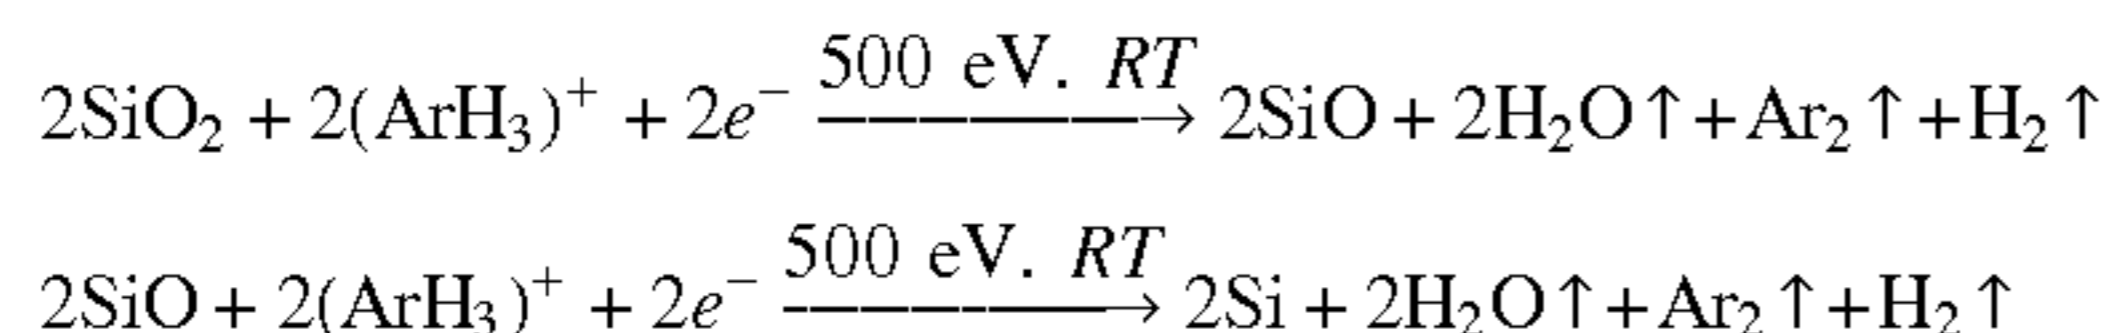 2SiO₂ + 2(ArH₃)⁺ + 2e⁻ 500 eV. RT → 2SiO + 2H₂O↑ + Ar₂↑ + H₂↑
2SiO + 2(ArH₃)⁺ + 2e⁻ 500 eV. RT → 2Si + 2H₂O↑ + Ar₂↑ + H₂↑